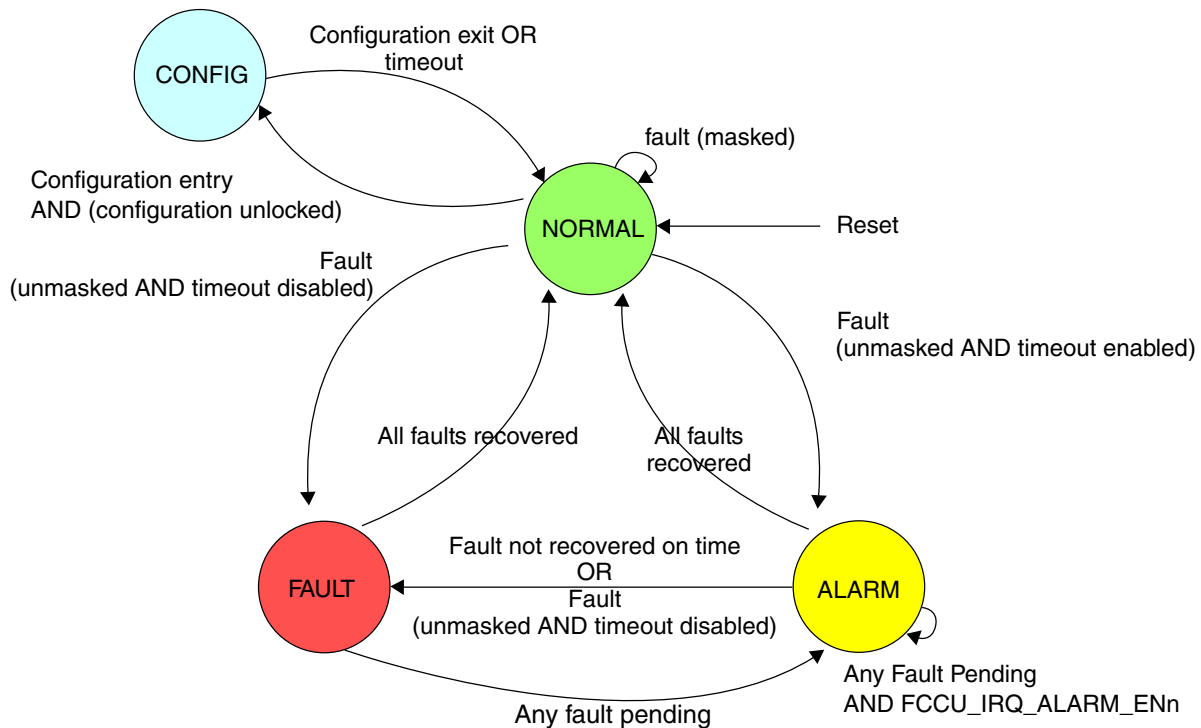 Configuration exit OR
timeout
CONFIG
fault (masked)
Configuration entry
AND (configuration unlocked)
NORMAL
Reset
Fault
(unmasked AND timeout disabled)
Fault
(unmasked AND timeout enabled)
All faults recovered
All faults
recovered
Fault not recovered on time
OR
Fault
(unmasked AND timeout disabled)
FAULT
ALARM
Any Fault Pending
AND FCCU_IRQ_ALARM_ENn
Any fault pending